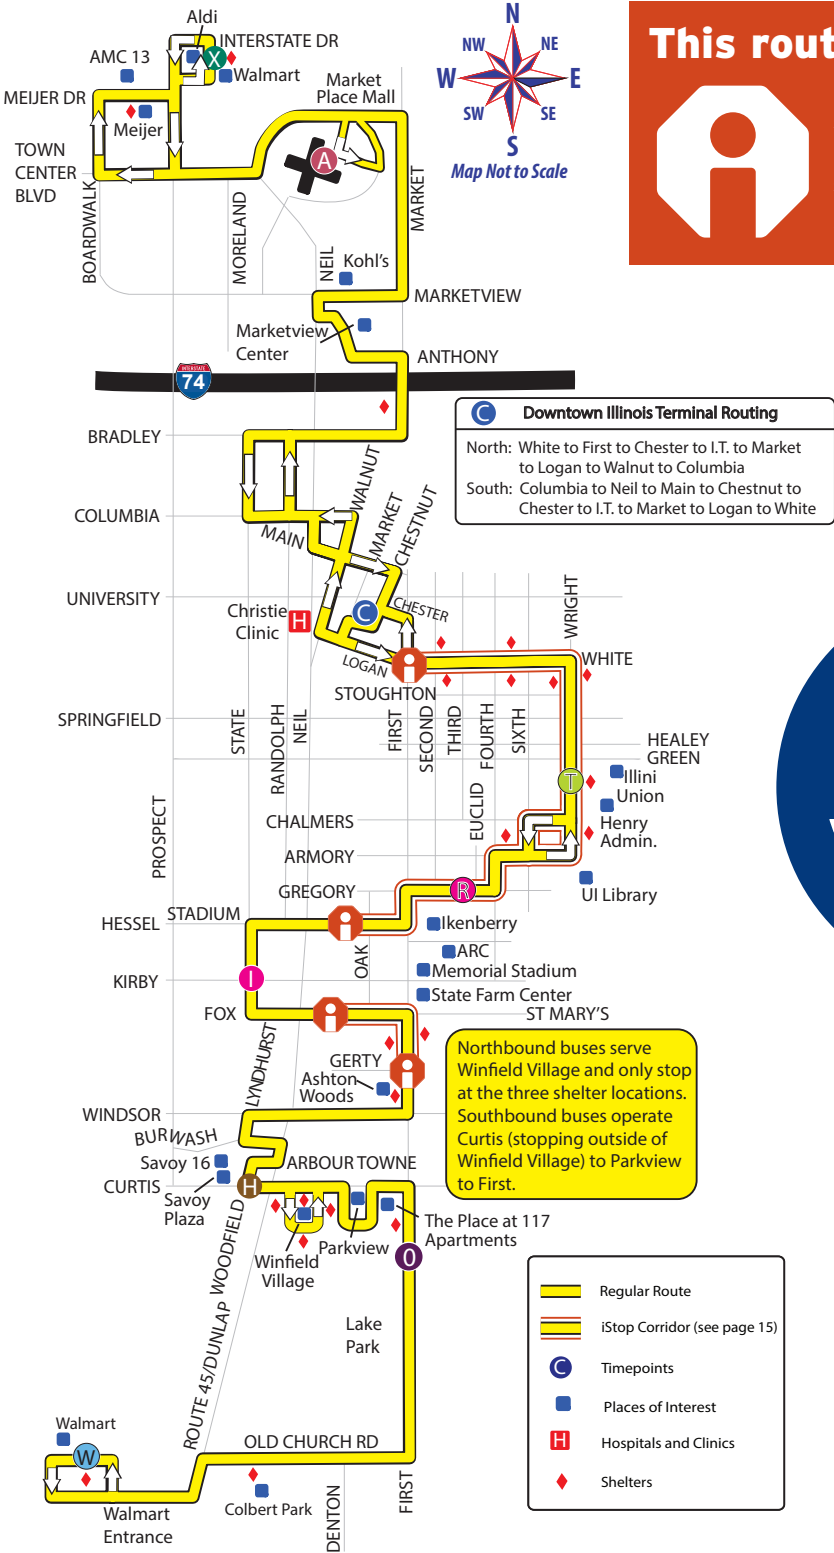 Aldi
INTERSTATE DR
AMC 13
X
Walmart
MEIJER DR
Meijer
Market
Place Mall
TOWN
CENTER
BLVD
A
BOARDWALK
MORELAND
NEIL
MARKET
N
NW
NE
W
E
SW
SE
S
Map Not to Scale
This rout
Kohl's
MARKETVIEW
Marketview
Center
ANTHONY
INTERSTATE
74
BRADLEY
C
Downtown Illinois Terminal Routing
North: White to First to Chester to I.T. to Market
to Logan to Walnut to Columbia
South: Columbia to Neil to Main to Chestnut to
Chester to I.T. to Market to Logan to White
WALNUT
MARKET
CHESTNUT
COLUMBIA
MAIN
UNIVERSITY
Christie
Clinic
H
C
CHESTER
LOGAN
WRIGHT
WHITE
STOUGHTON
SPRINGFIELD
STATE
RANDOLPH
NEIL
FIRST
SECOND
THIRD
FOURTH
SIXTH
HEALEY
GREEN
T
Illini
Union
PROSPECT
EUCLID
Henry
Admin.
CHALMERS
ARMORY
GREGORY
R
UI Library
HESSEL
STADIUM
Ikenberry
OAK
ARC
KIRBY
I
Memorial Stadium
State Farm Center
FOX
ST MARY'S
LYNDHURST
GERTY
Ashton
Woods
Northbound buses serve
Winfield Village and only stop
at the three shelter locations.
Southbound buses operate
Curtis (stopping outside of
Winfield Village) to Parkview
to First.
WINDSOR
BURWASH
Savoy 16
ARBOUR TOWNE
CURTIS
H
Savoy
Plaza
WOODFIELD
Winfield
Village
Parkview
The Place at 117
Apartments
O
ROUTE 45/DUNLAP
Lake
Park
Regular Route
iStop Corridor (see page 15)
C
Timepoints
Places of Interest
H
Hospitals and Clinics
Shelters
Walmart
W
OLD CHURCH RD
Walmart
Entrance
Colbert Park
DENTON
FIRST